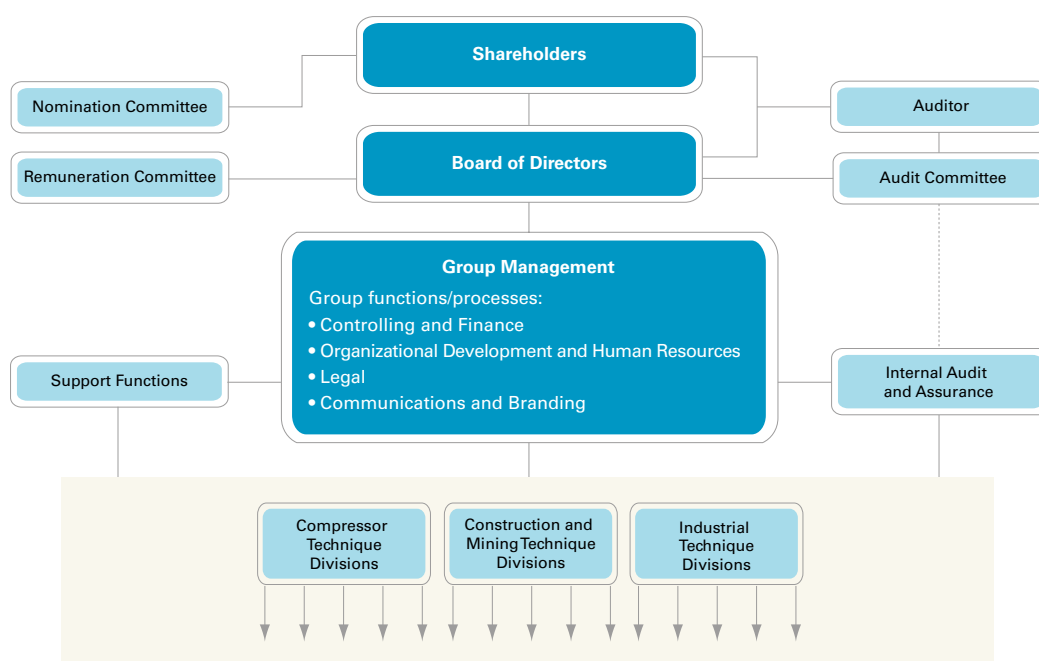 Shareholders
Nomination Committee
Auditor
Board of Directors
Remuneration Committee
Audit Committee
Group Management
Group functions/processes:
• Controlling and Finance
• Organizational Development and Human Resources
• Legal
• Communications and Branding
Support Functions
Internal Audit
and Assurance
Compressor
Technique
Divisions
Construction and
Mining Technique
Divisions
Industrial
Technique
Divisions